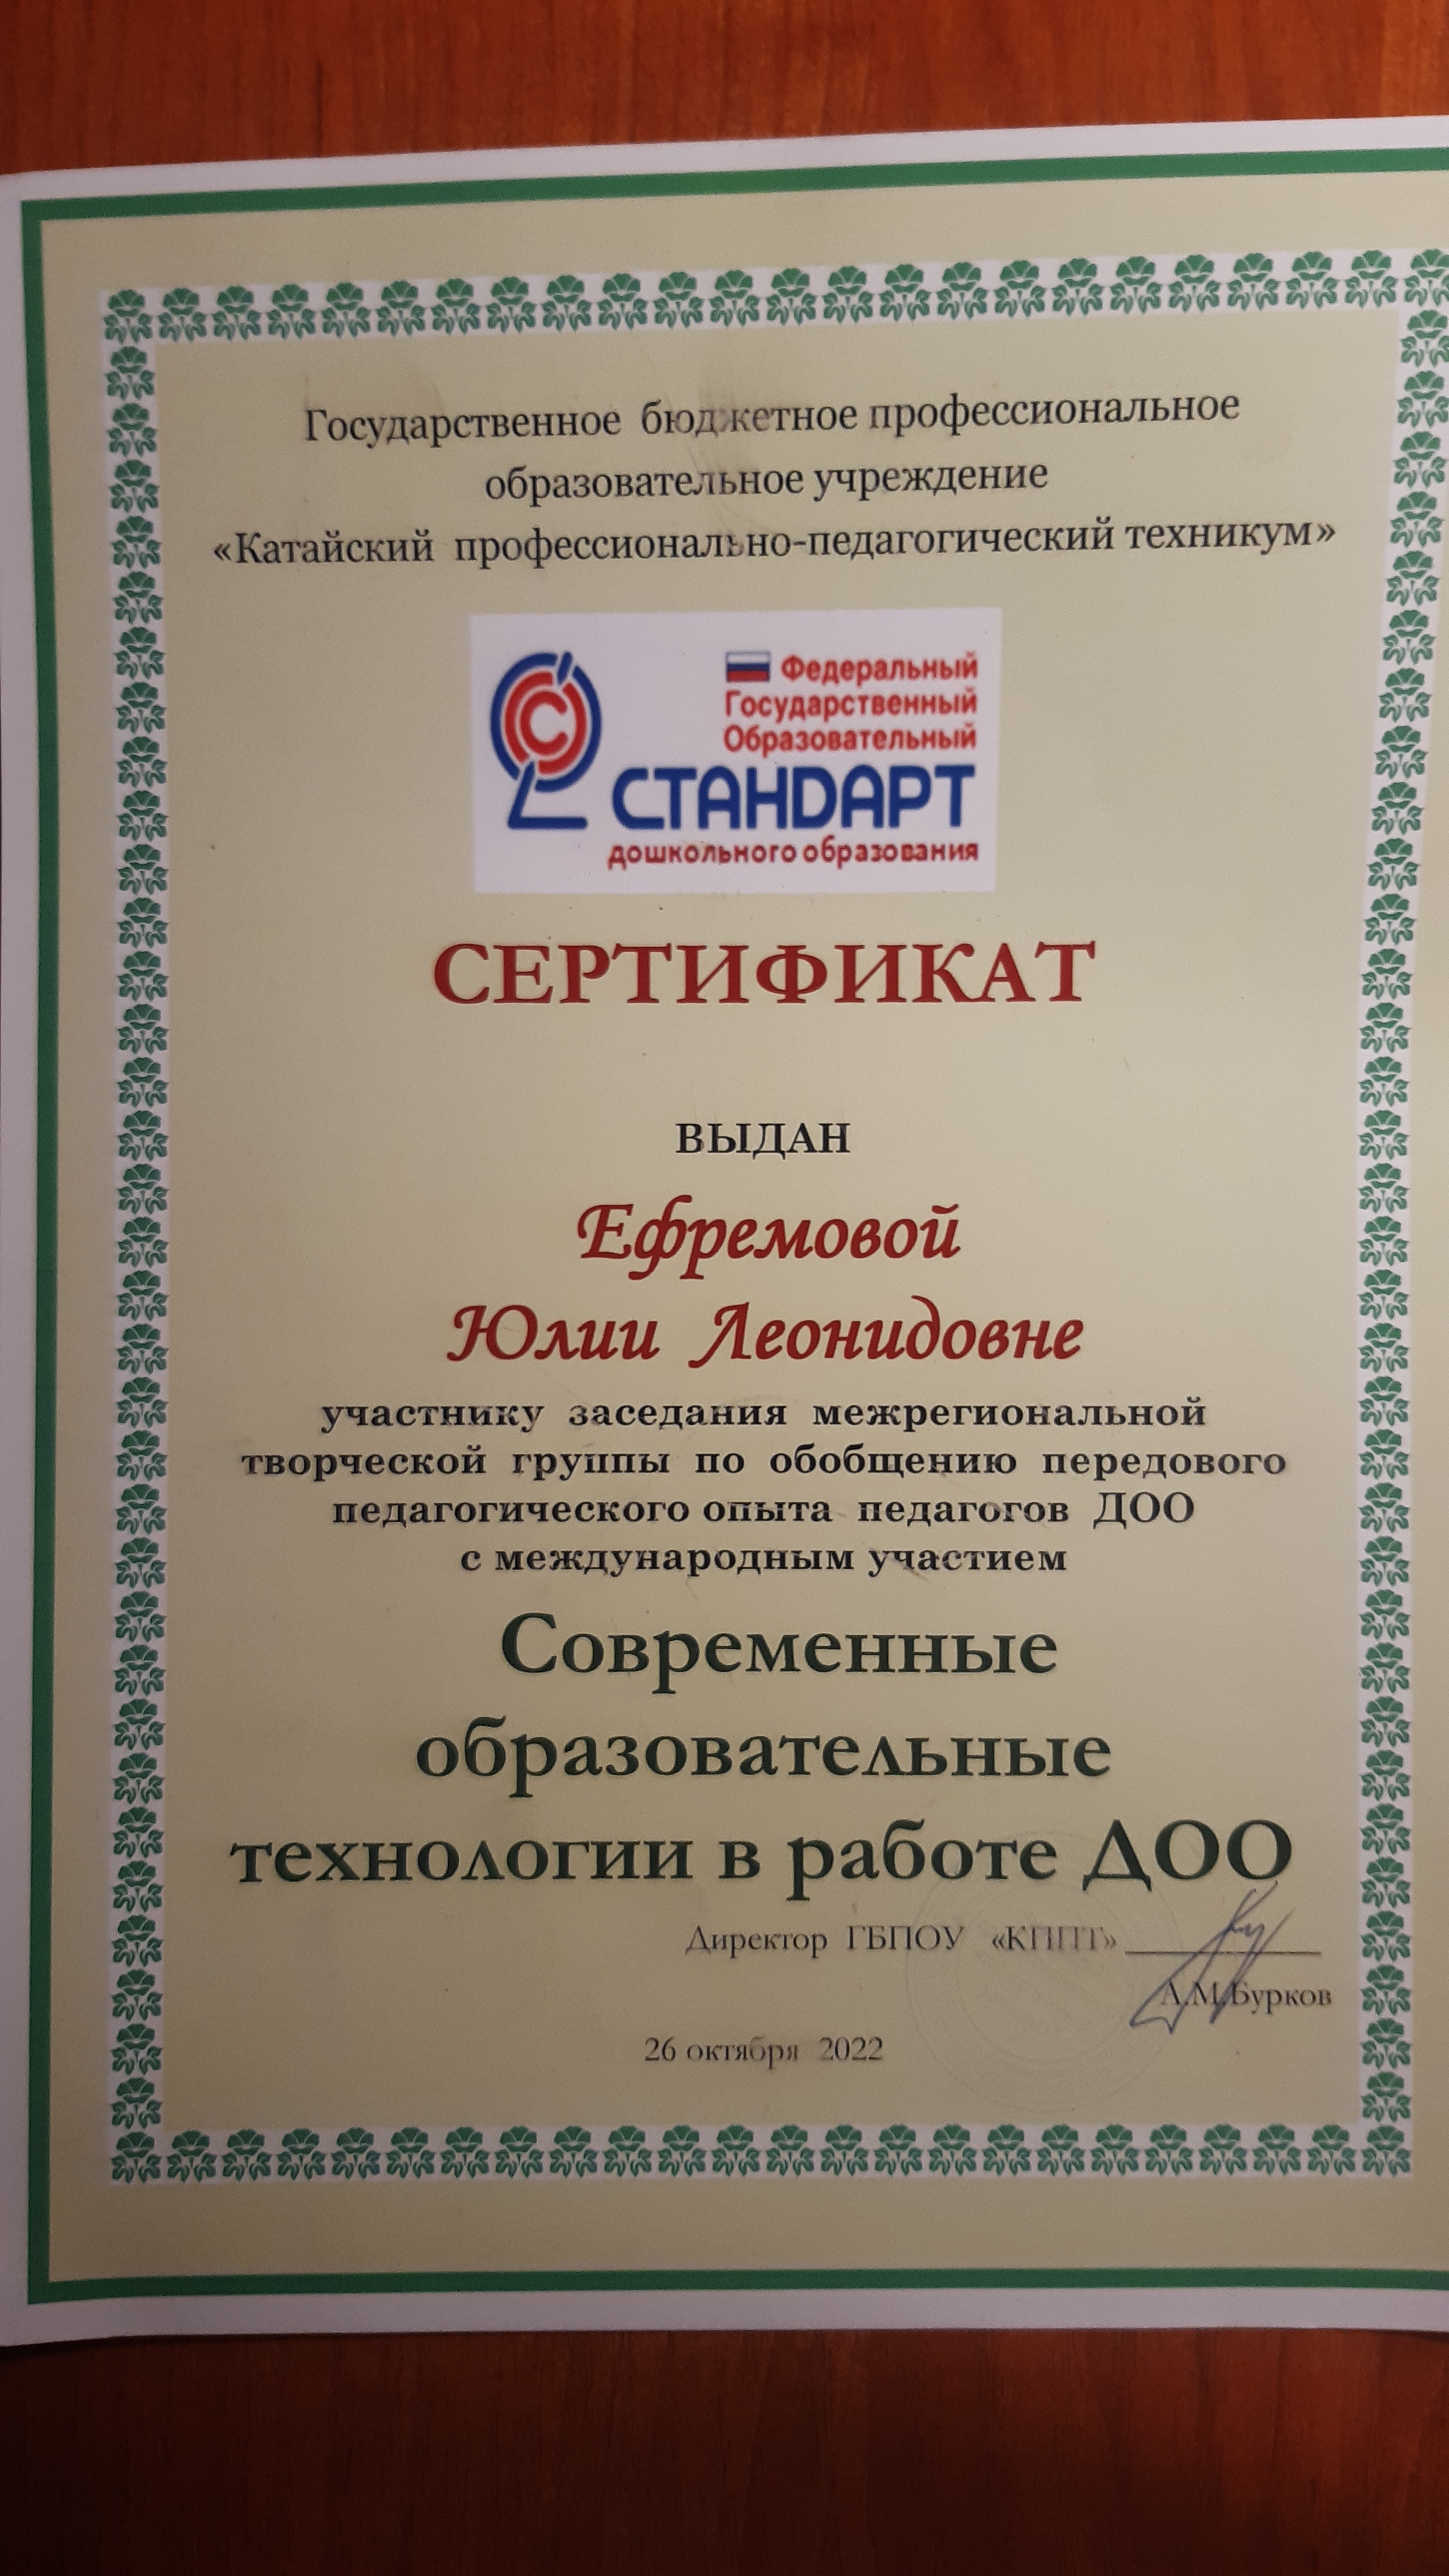 Государственное бюджетное профессиональное
образовательное учреждение
«Катайский профессионально-педагогический техникум»
Федеральный
Государственный
Образовательный
СТАНДАРТ
дошкольного образования
СЕРТИФИКАТ
ВЫДАН
Ефремовой
Юлии Леонидовне
участнику заседания межрегиональной
творческой группы по обобщению передового
педагогического опыта педагогов ДОО
с международным участием
Современные
образовательные
технологии в работе ДОО
Директор ГБПОУ «КППТ»
А.М.Бурков
26 октября 2022